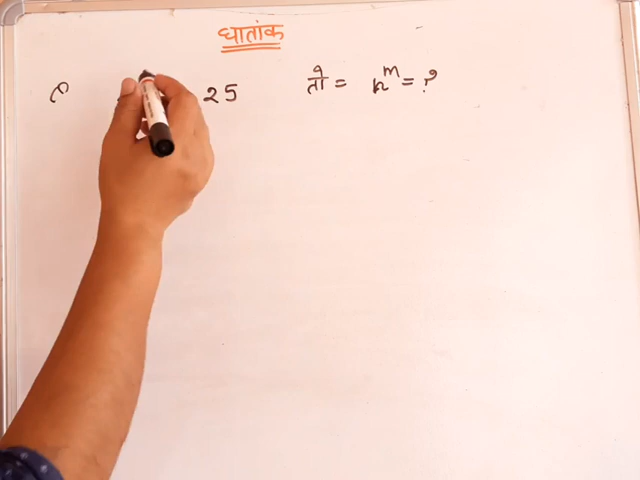 घातांक
25 तो = n^m = ?